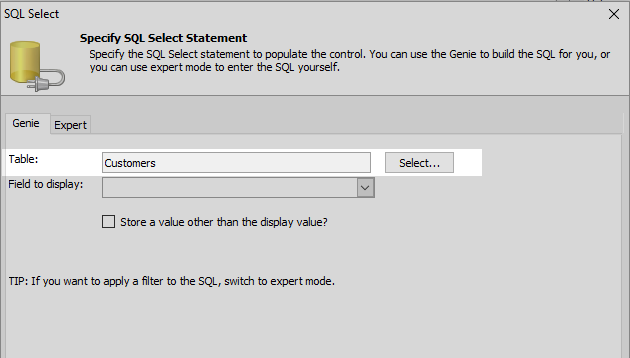 SQL Select
Specify SQL Select Statement
Specify the SQL Select statement to populate the control. You can use the Genie to build the SQL for you, or
you can use expert mode to enter the SQL yourself.
Genie
Expert
Table:
Customers
Select...
Field to display:
Store a value other than the display value?
TIP: If you want to apply a filter to the SQL, switch to expert mode.